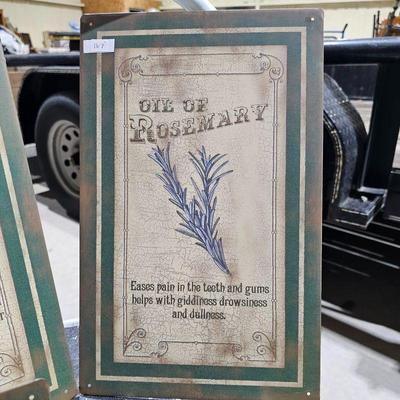 OIL OF
ROSEMARY
Eases pain in the teeth and gums
helps with giddiness drowsiness
and dullness.